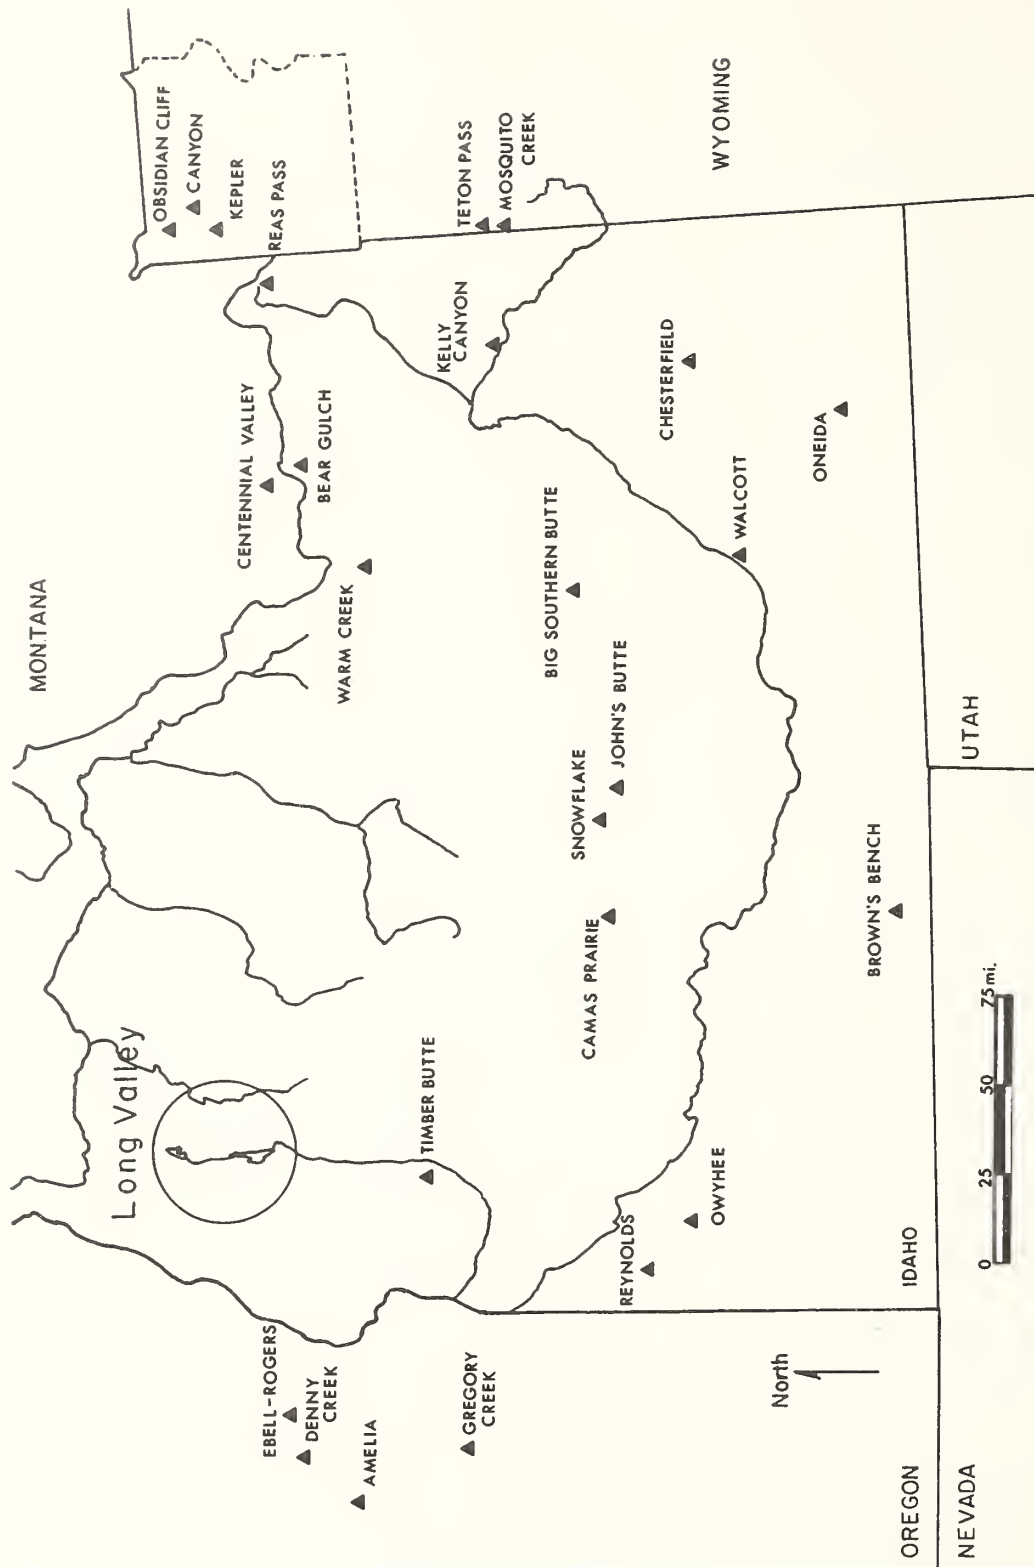 MONTANA
Long Valley
OBSIDIAN CLIFF
CANYON
KEPLER
REAS PASS
CENTENNIAL VALLEY
BEAR GULCH
WARM CREEK
TETON PASS
MOSQUITO
CREEK
WYOMING
KELLY
CANYON
CHESTERFIELD
ONEIDA
WALCOTT
BIG SOUTHERN BUTTE
JOHN'S BUTTE
SNOWFLAKE
CAMAS PRAIRIE
TIMBER BUTTE
EBELL-ROGERS
DENNY
CREEK
AMELIA
GREGORY
CREEK
REYNOLDS
OWYHEE
BROWN'S BENCH
North
OREGON
IDAHO
UTAH
NEVADA
0 25 50 75 mi.